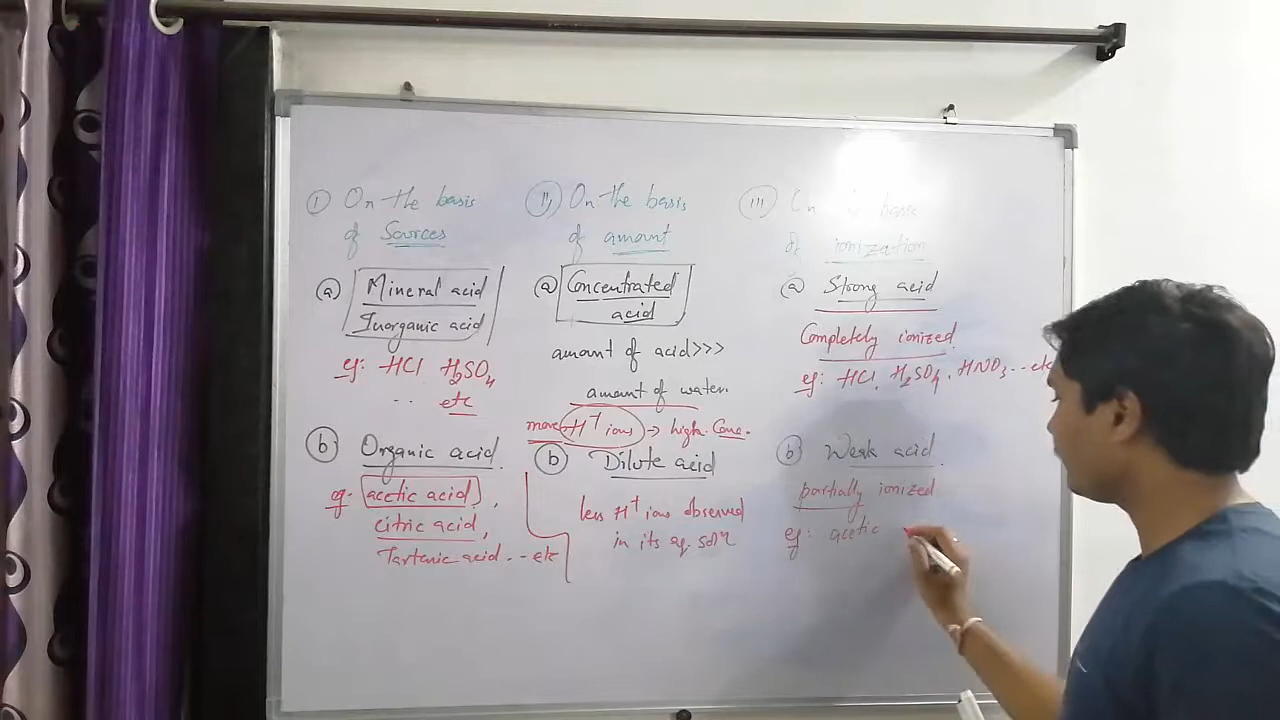 i On the basis
of Sources
(a) Mineral acid
Inorganic acid
eg: HCl H₂SO₄
.. etc
(b) Organic acid.
eg. acetic acid,
citric acid,
Tarteric acid. -- etc
ii, On the basis
of amount
(a) Concentrated
acid
amount of acid>>>
amount of water.
more H⁺ ions → high Conc.
(b) Dilute acid
less H⁺ ions observed
in its aq. solⁿ
iii On basis
of ionization
(a) Strong acid
Completely ionized.
eg: HCl, H₂SO₄, HNO₃ .. etc
(b) Weak acid.
partially ionized
eg: acetic